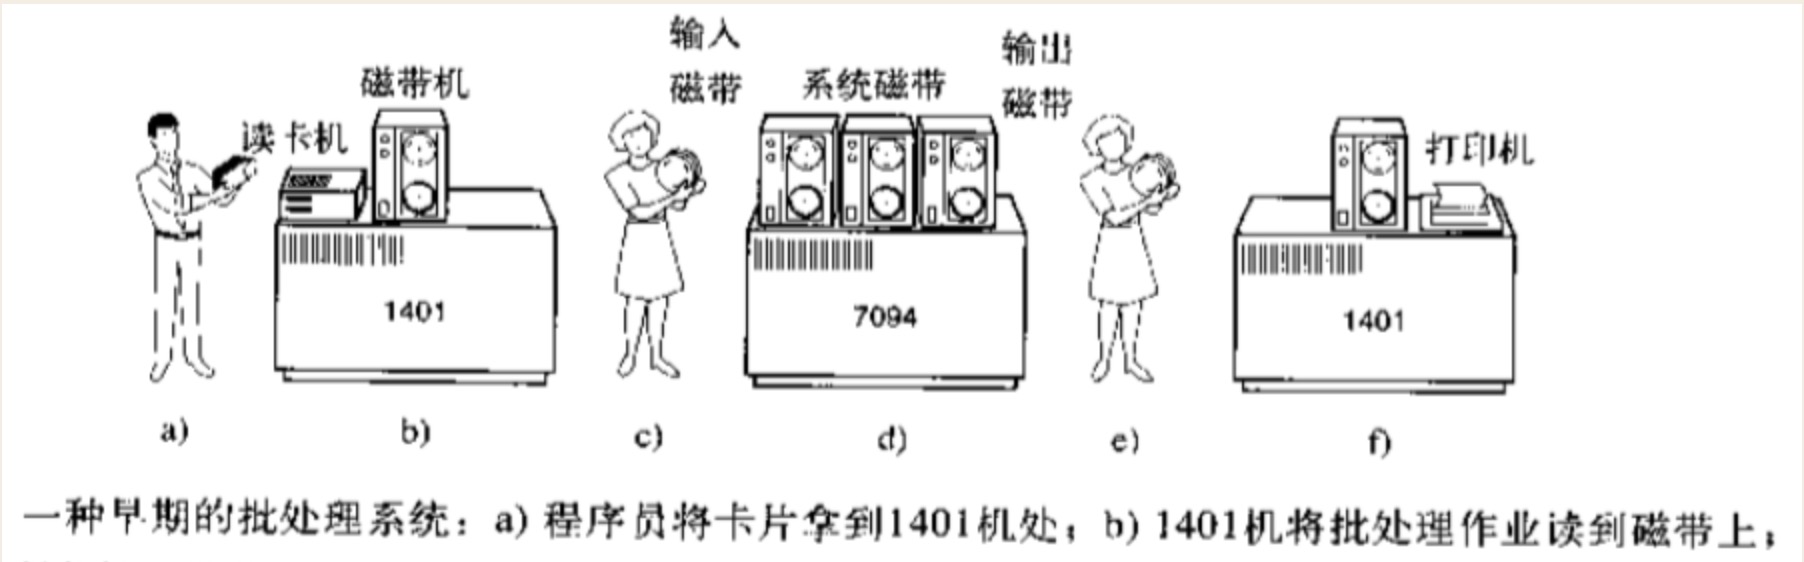 输入
磁带
输出
磁带
磁带机
系统磁带
读卡机
打印机
1401
7094
1401
a)
b)
c)
d)
e)
f)
一种早期的批处理系统：a) 程序员将卡片拿到1401机处；b) 1401机将批处理作业读到磁带上；